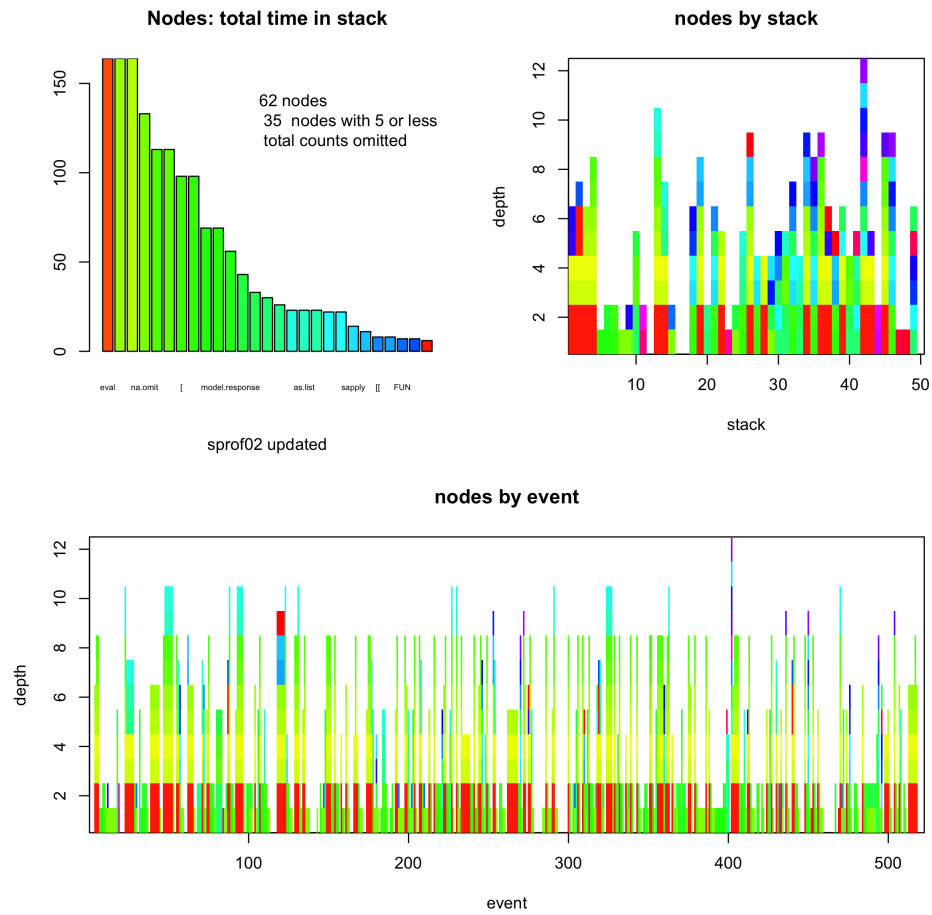 Nodes: total time in stack
150
100
50
0
62 nodes
35 nodes with 5 or less
total counts omitted
eval na.omit [ model.response as.list sapply [[ FUN
sprof02 updated
nodes by stack
depth
12
10
8
6
4
2
10 20 30 40 50
stack
nodes by event
depth
12
10
8
6
4
2
100 200 300 400 500
event